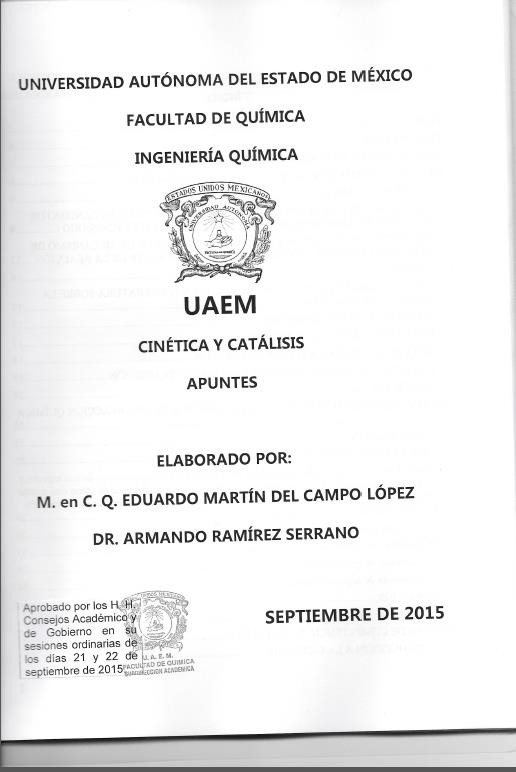 UNIVERSIDAD AUTÓNOMA DEL ESTADO DE MÉXICO
FACULTAD DE QUÍMICA
INGENIERÍA QUÍMICA
ESTADOS UNIDOS MEXICANOS
UNIVERSIDAD AUTÓNOMA
UAEM
CINÉTICA Y CATÁLISIS
APUNTES
ELABORADO POR:
M. en C. Q. EDUARDO MARTÍN DEL CAMPO LÓPEZ
DR. ARMANDO RAMÍREZ SERRANO
SEPTIEMBRE DE 2015
Aprobado por los H. H.
Consejos Académico y
de Gobierno en su
sesiones ordinarias de
los días 21 y 22 de
septiembre de 2015.
U. A. E. M.
FACULTAD DE QUIMICA
SUBDIRECCION ACADEMICA